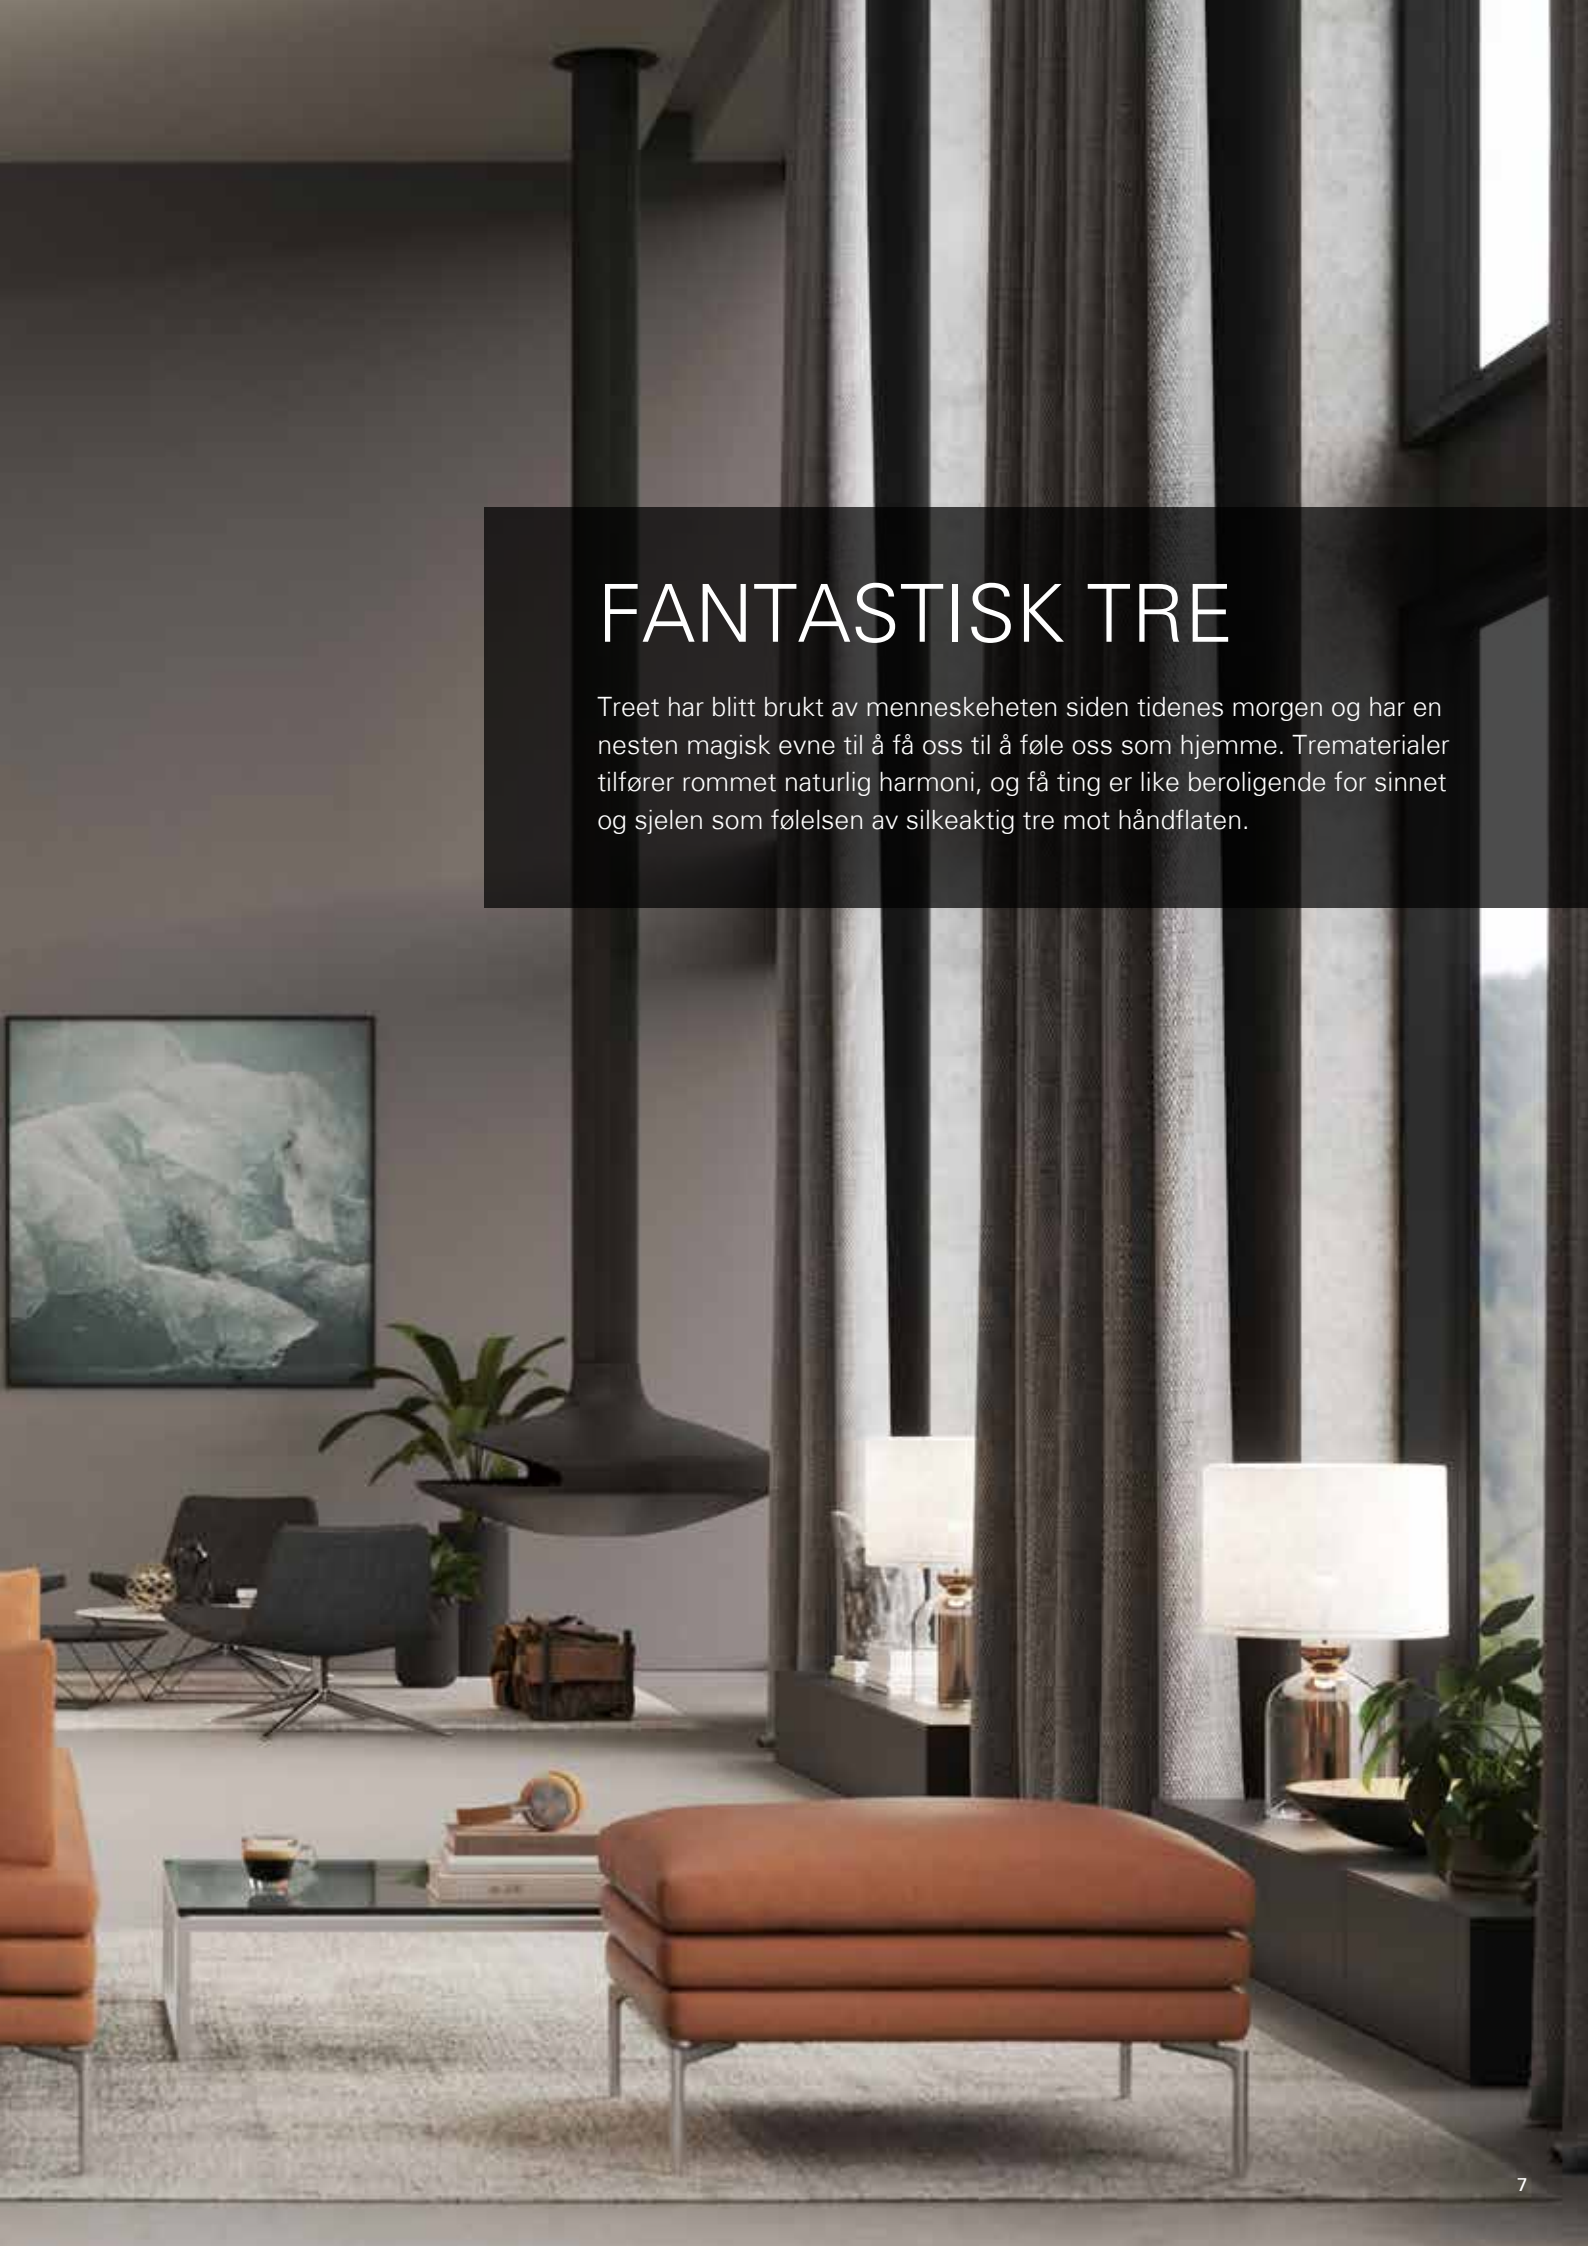 FANTASTISK TRE
Treet har blitt brukt av menneskeheten siden tidenes morgen og har en
nesten magisk evne til å få oss til å føle oss som hjemme. Trematerialer
tilfører rommet naturlig harmoni, og få ting er like beroligende for sinnet
og sjelen som følelsen av silkeaktig tre mot håndflaten.
7